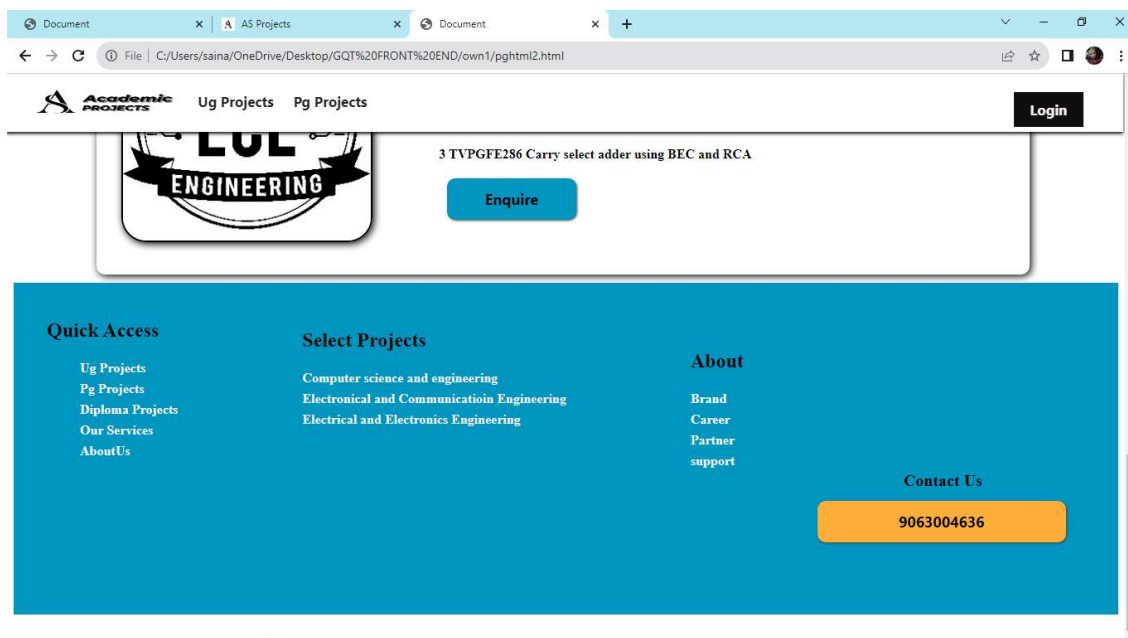 Document
AS Projects
Document
File | C:/Users/saina/OneDrive/Desktop/GQT%20FRONT%20END/own1/pghtml2.html
Academic
PROJECTS
Ug Projects
Pg Projects
Login
ENGINEERING
3 TVPGFE286 Carry select adder using BEC and RCA
Enquire
Quick Access
Ug Projects
Pg Projects
Diploma Projects
Our Services
AboutUs
Select Projects
Computer science and engineering
Electronical and Communicatioin Engineering
Electrical and Electronics Engineering
About
Brand
Career
Partner
support
Contact Us
9063004636